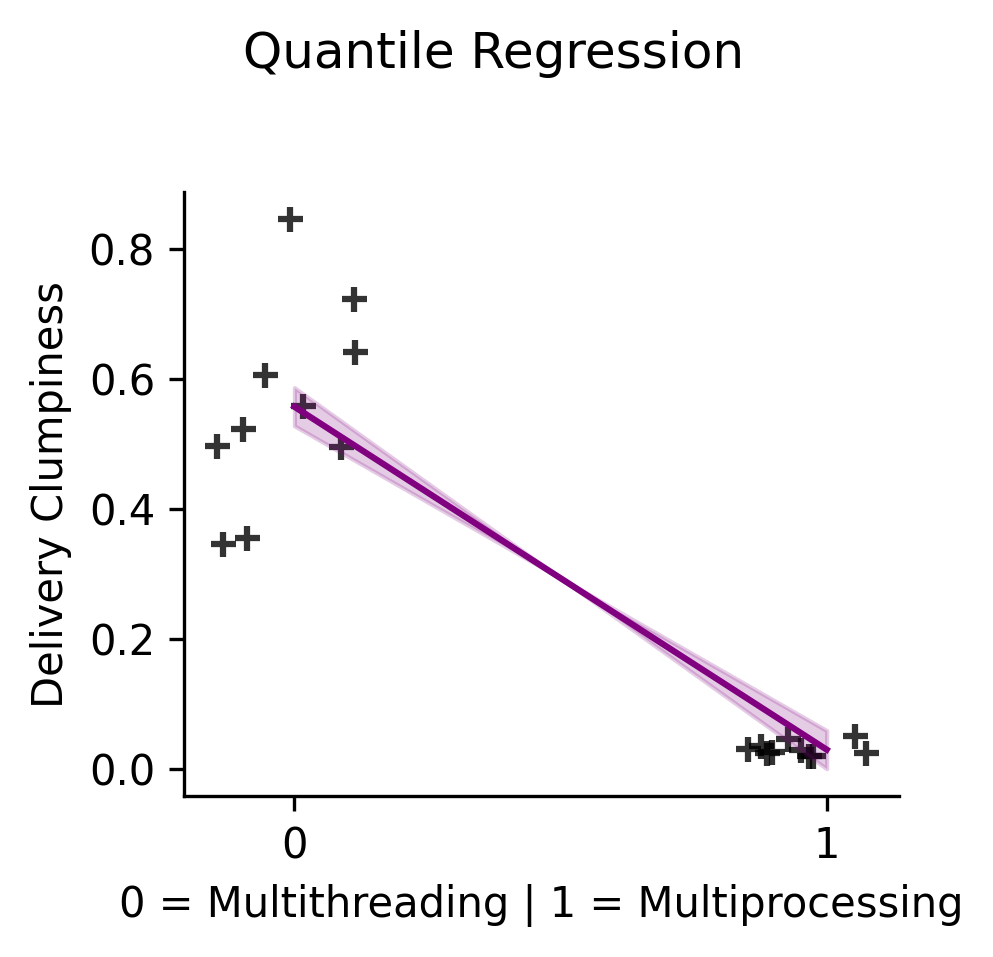 Quantile Regression
0.8
0.6
0.4
0.2
0.0
Delivery Clumpiness
0 1
0 = Multithreading | 1 = Multiprocessing